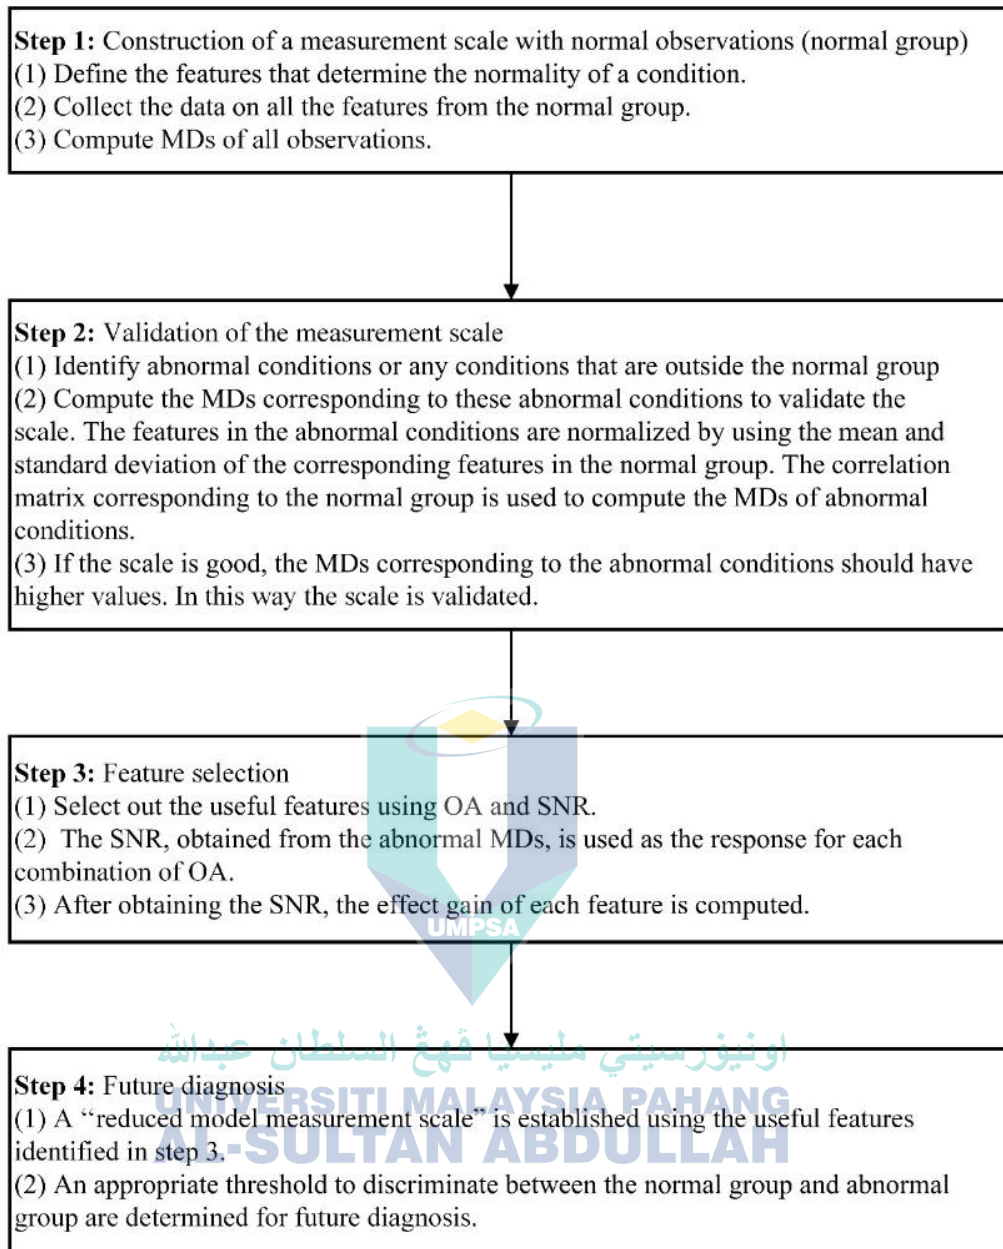 Step 1: Construction of a measurement scale with normal observations (normal group)
(1) Define the features that determine the normality of a condition.
(2) Collect the data on all the features from the normal group.
(3) Compute MDs of all observations.
Step 2: Validation of the measurement scale
(1) Identify abnormal conditions or any conditions that are outside the normal group
(2) Compute the MDs corresponding to these abnormal conditions to validate the
scale. The features in the abnormal conditions are normalized by using the mean and
standard deviation of the corresponding features in the normal group. The correlation
matrix corresponding to the normal group is used to compute the MDs of abnormal
conditions.
(3) If the scale is good, the MDs corresponding to the abnormal conditions should have
higher values. In this way the scale is validated.
Step 3: Feature selection
(1) Select out the useful features using OA and SNR.
(2) The SNR, obtained from the abnormal MDs, is used as the response for each
combination of OA.
(3) After obtaining the SNR, the effect gain of each feature is computed.
UMPSA
اونيۏرسيتي مليسيا ڤهڠ السلطان عبدالله
Step 4: Future diagnosis
UNIVERSITI MALAYSIA PAHANG
(1) A “reduced model measurement scale” is established using the useful features
AL-SULTAN ABDULLAH
identified in step 3.
(2) An appropriate threshold to discriminate between the normal group and abnormal
group are determined for future diagnosis.